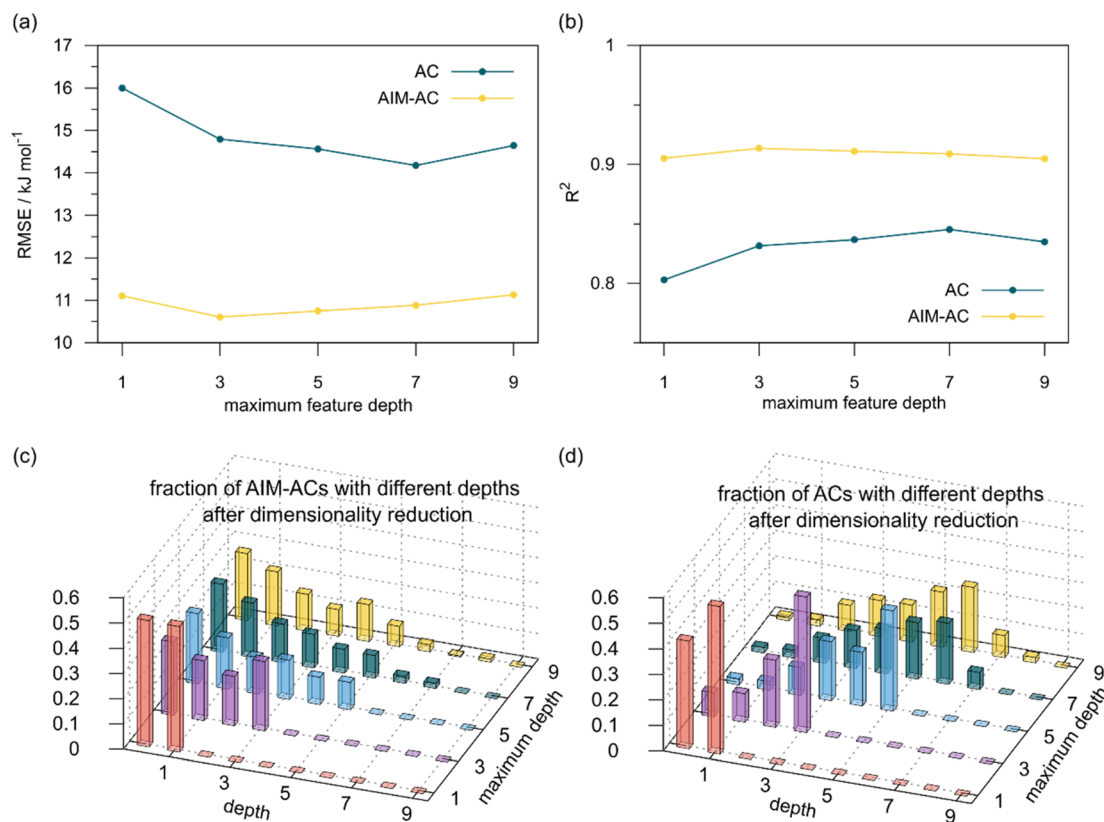 (a)
17
16
15
14
13
12
11
10
RMSE / kJ mol⁻¹
AC
AIM-AC
1 3 5 7 9
maximum feature depth
(b)
1
0.9
0.8
R²
AC
AIM-AC
1 3 5 7 9
maximum feature depth
(c)
fraction of AIM-ACs with different depths
after dimensionality reduction
0.6
0.5
0.4
0.3
0.2
0.1
0
1 3 5 7 9
depth
1 3 5 7 9
maximum depth
(d)
fraction of ACs with different depths
after dimensionality reduction
0.6
0.5
0.4
0.3
0.2
0.1
0
1 3 5 7 9
depth
1 3 5 7 9
maximum depth